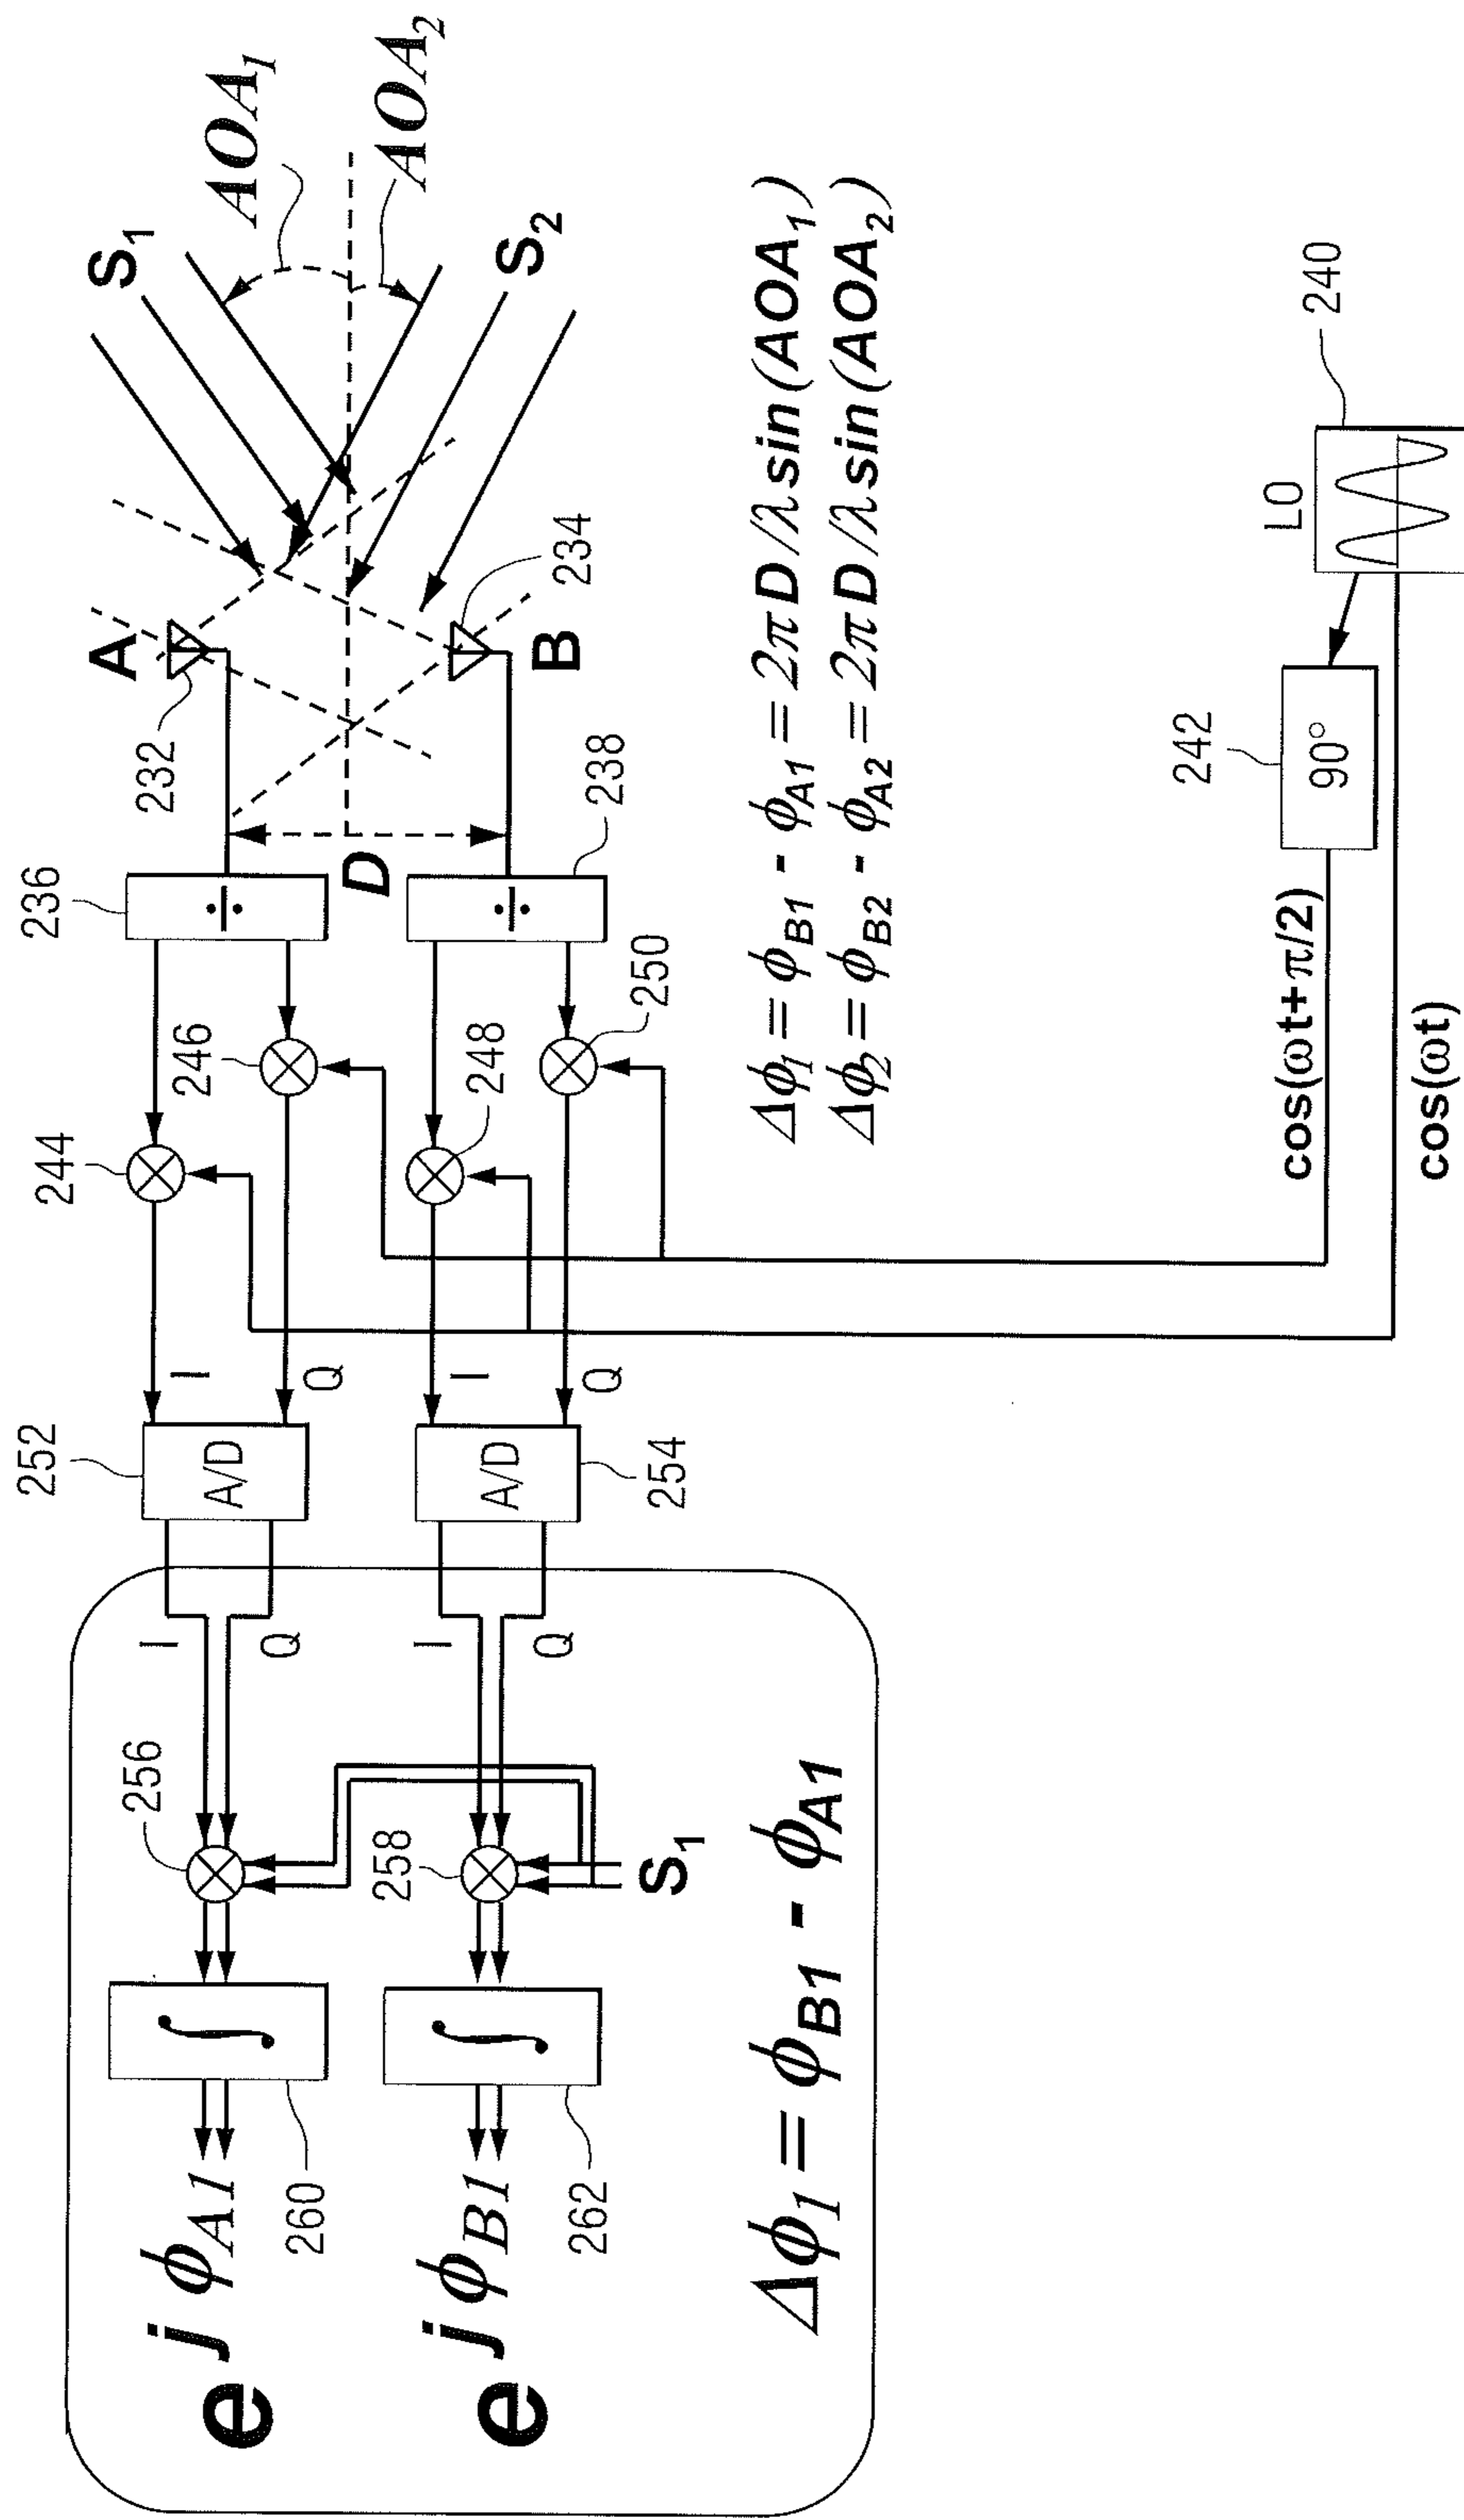 S1
AOA1
AOA2
S2
A
232
B
234
D
236
238
÷
÷
244
246
248
250
I
Q
I
Q
252
A/D
254
A/D
I
Q
I
Q
256
258
S1
∫
260
∫
262
e jϕA1
e jϕB1
Δϕ1 = ϕB1 - ϕA1
Δϕ1 = ϕB1 - ϕA1 = 2πD/λsin(AOA1)
Δϕ2 = ϕB2 - ϕA2 = 2πD/λsin(AOA2)
LO
240
242
90°
cos(ωt+π/2)
cos(ωt)